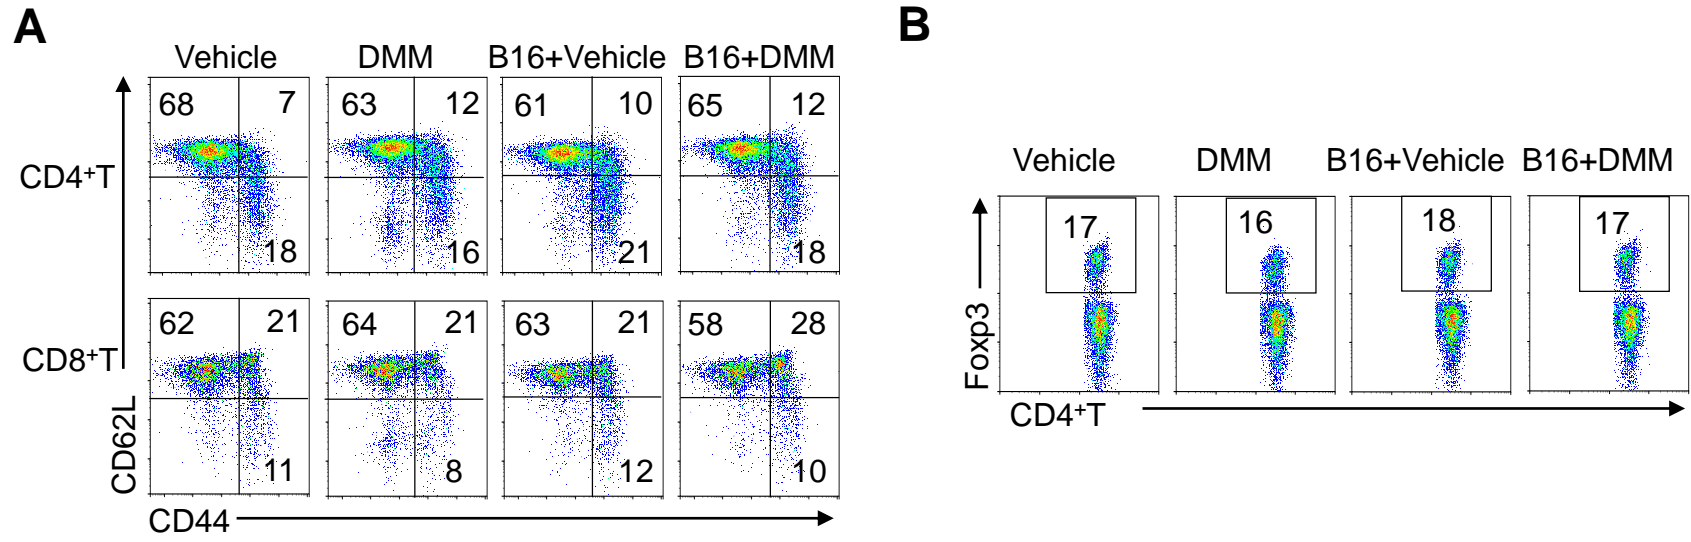 A
Vehicle DMM B16+Vehicle B16+DMM
CD4+T
68 7 63 12 61 10 65 12
18 16 21 18
CD8+T
62 21 64 21 63 21 58 28
11 8 12 10
CD62L
CD44
B
Vehicle DMM B16+Vehicle B16+DMM
17 16 18 17
Foxp3
CD4+T